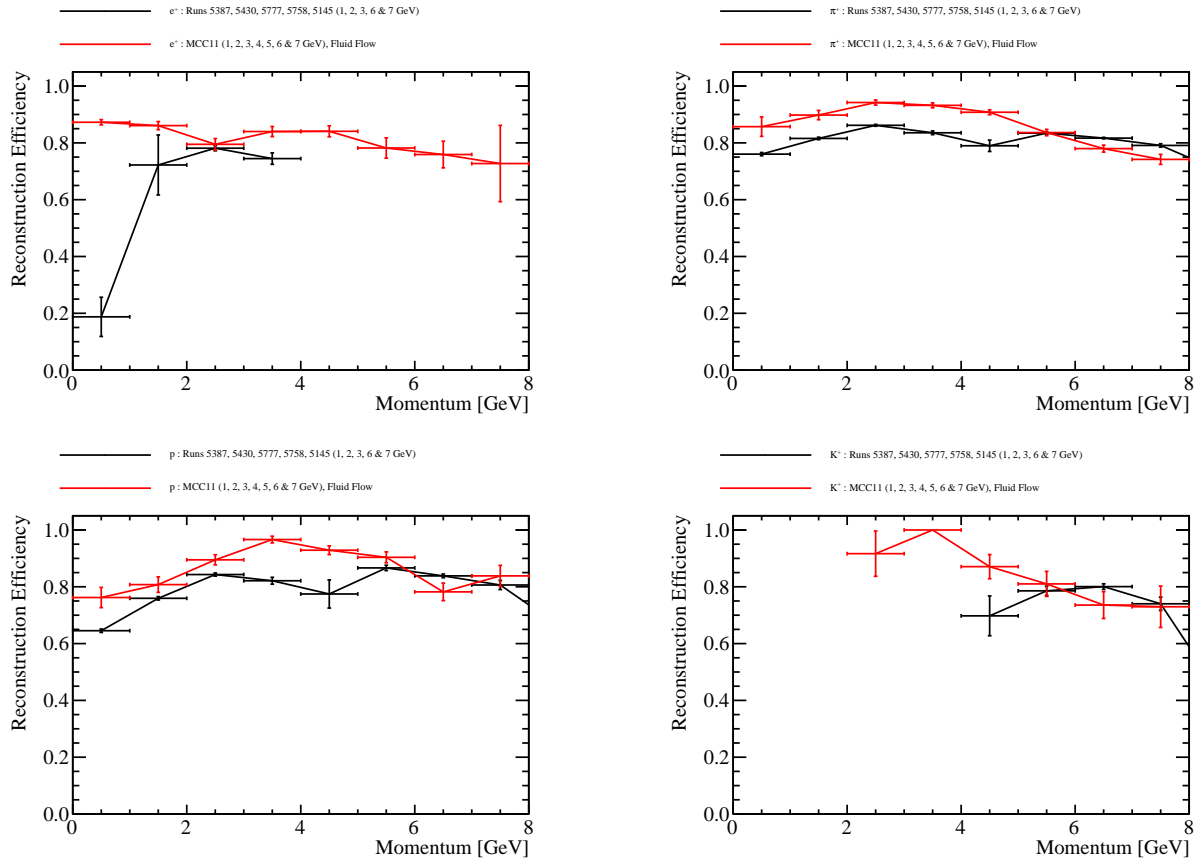 e⁺ : Runs 5387, 5430, 5777, 5758, 5145 (1, 2, 3, 6 & 7 GeV)
e⁺ : MCC11 (1, 2, 3, 4, 5, 6 & 7 GeV), Fluid Flow
Reconstruction Efficiency
1.0
0.8
0.6
0.4
0.2
0.0
0 2 4 6 8
Momentum [GeV]
π⁺ : Runs 5387, 5430, 5777, 5758, 5145 (1, 2, 3, 6 & 7 GeV)
π⁺ : MCC11 (1, 2, 3, 4, 5, 6 & 7 GeV), Fluid Flow
Reconstruction Efficiency
1.0
0.8
0.6
0.4
0.2
0.0
0 2 4 6 8
Momentum [GeV]
p : Runs 5387, 5430, 5777, 5758, 5145 (1, 2, 3, 6 & 7 GeV)
p : MCC11 (1, 2, 3, 4, 5, 6 & 7 GeV), Fluid Flow
Reconstruction Efficiency
1.0
0.8
0.6
0.4
0.2
0.0
0 2 4 6 8
Momentum [GeV]
K⁺ : Runs 5387, 5430, 5777, 5758, 5145 (1, 2, 3, 6 & 7 GeV)
K⁺ : MCC11 (1, 2, 3, 4, 5, 6 & 7 GeV), Fluid Flow
Reconstruction Efficiency
1.0
0.8
0.6
0.4
0.2
0.0
0 2 4 6 8
Momentum [GeV]